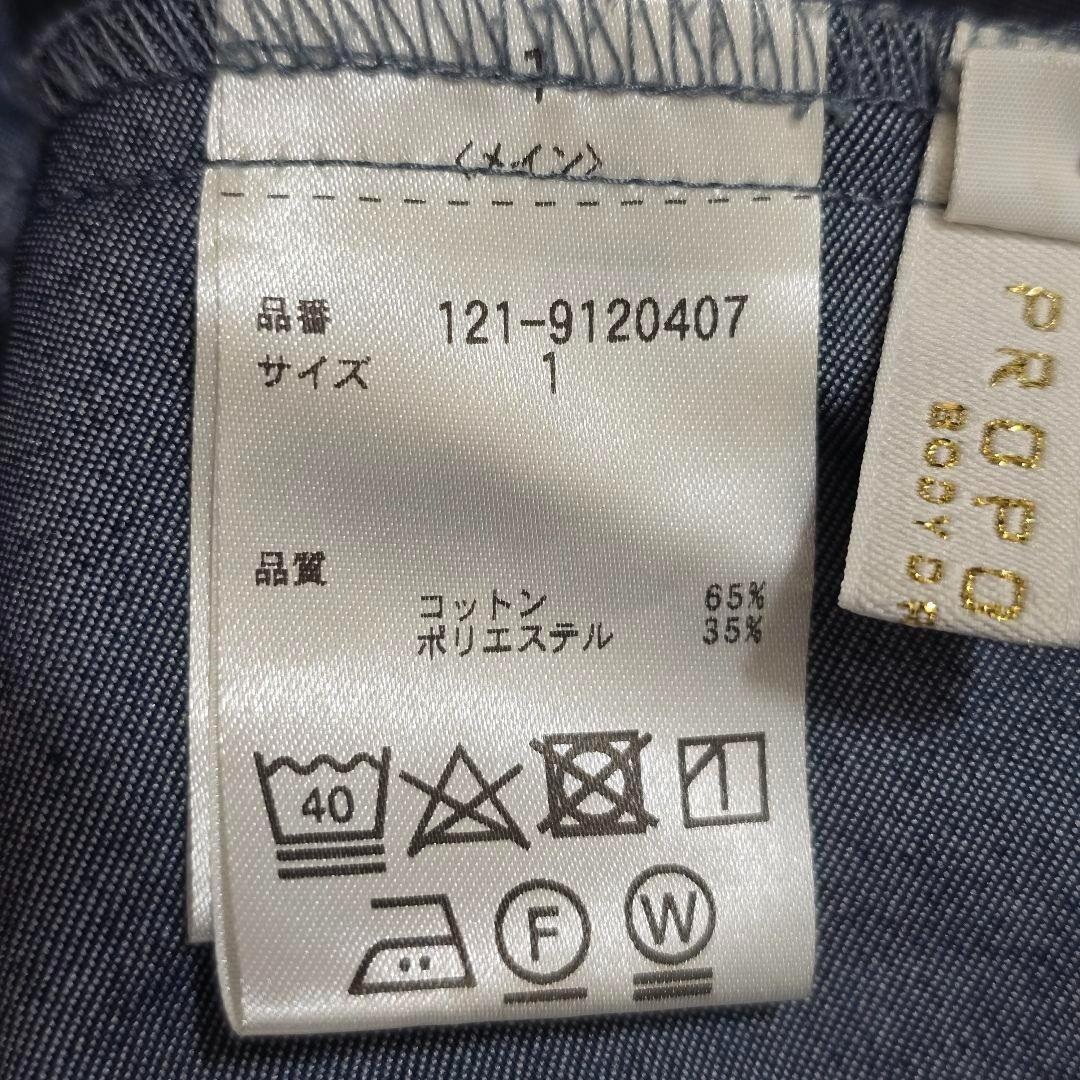 1
〈メイン〉
品番 121-9120407
サイズ 1
品質
コットン 65%
ポリエステル 35%
40
F
W
PROPO
BODY DR